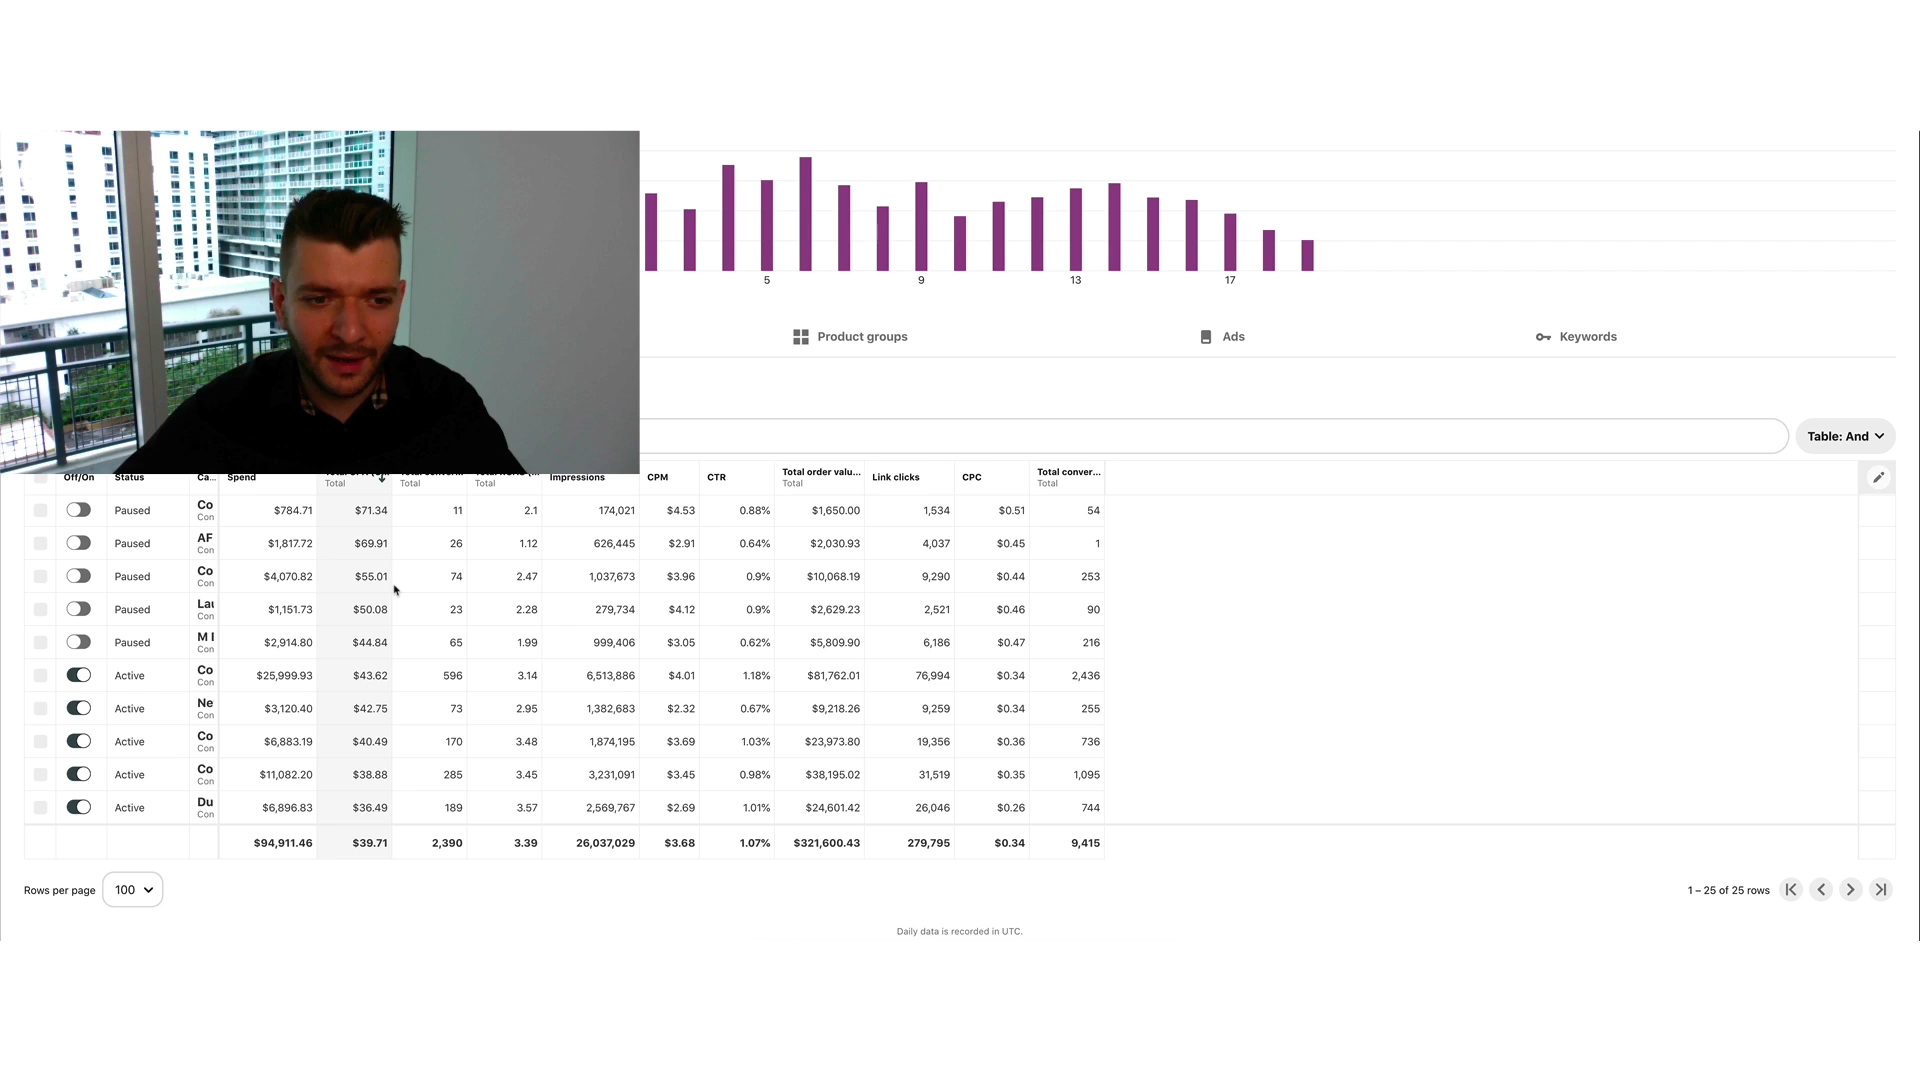 5 9 13 17
Product groups Ads Keywords
Table: And
Off/On Status Ca... Spend Total Total Total Impressions CPM CTR Total order valu... Total Link clicks CPC Total conver... Total
Paused Co Con $784.71 $71.34 11 2.1 174,021 $4.53 0.88% $1,650.00 1,534 $0.51 54
Paused AF Con $1,817.72 $69.91 26 1.12 626,445 $2.91 0.64% $2,030.93 4,037 $0.45 1
Paused Co Con $4,070.82 $55.01 74 2.47 1,037,673 $3.96 0.9% $10,068.19 9,290 $0.44 253
Paused Lau Con $1,151.73 $50.08 23 2.28 279,734 $4.12 0.9% $2,629.23 2,521 $0.46 90
Paused M Con $2,914.80 $44.84 65 1.99 999,406 $3.05 0.62% $5,809.90 6,186 $0.47 216
Active Co Con $25,999.93 $43.62 596 3.14 6,513,886 $4.01 1.18% $81,762.01 76,994 $0.34 2,436
Active Ne Con $3,120.40 $42.75 73 2.95 1,382,683 $2.32 0.67% $9,218.26 9,259 $0.34 255
Active Co Con $6,883.19 $40.49 170 3.48 1,874,195 $3.69 1.03% $23,973.80 19,356 $0.36 736
Active Co Con $11,082.20 $38.88 285 3.45 3,231,091 $3.45 0.98% $38,195.02 31,519 $0.35 1,095
Active Du Con $6,896.83 $36.49 189 3.57 2,569,767 $2.69 1.01% $24,601.42 26,046 $0.26 744
$94,911.46 $39.71 2,390 3.39 26,037,029 $3.68 1.07% $321,600.43 279,795 $0.34 9,415
Rows per page 100 1 – 25 of 25 rows
Daily data is recorded in UTC.